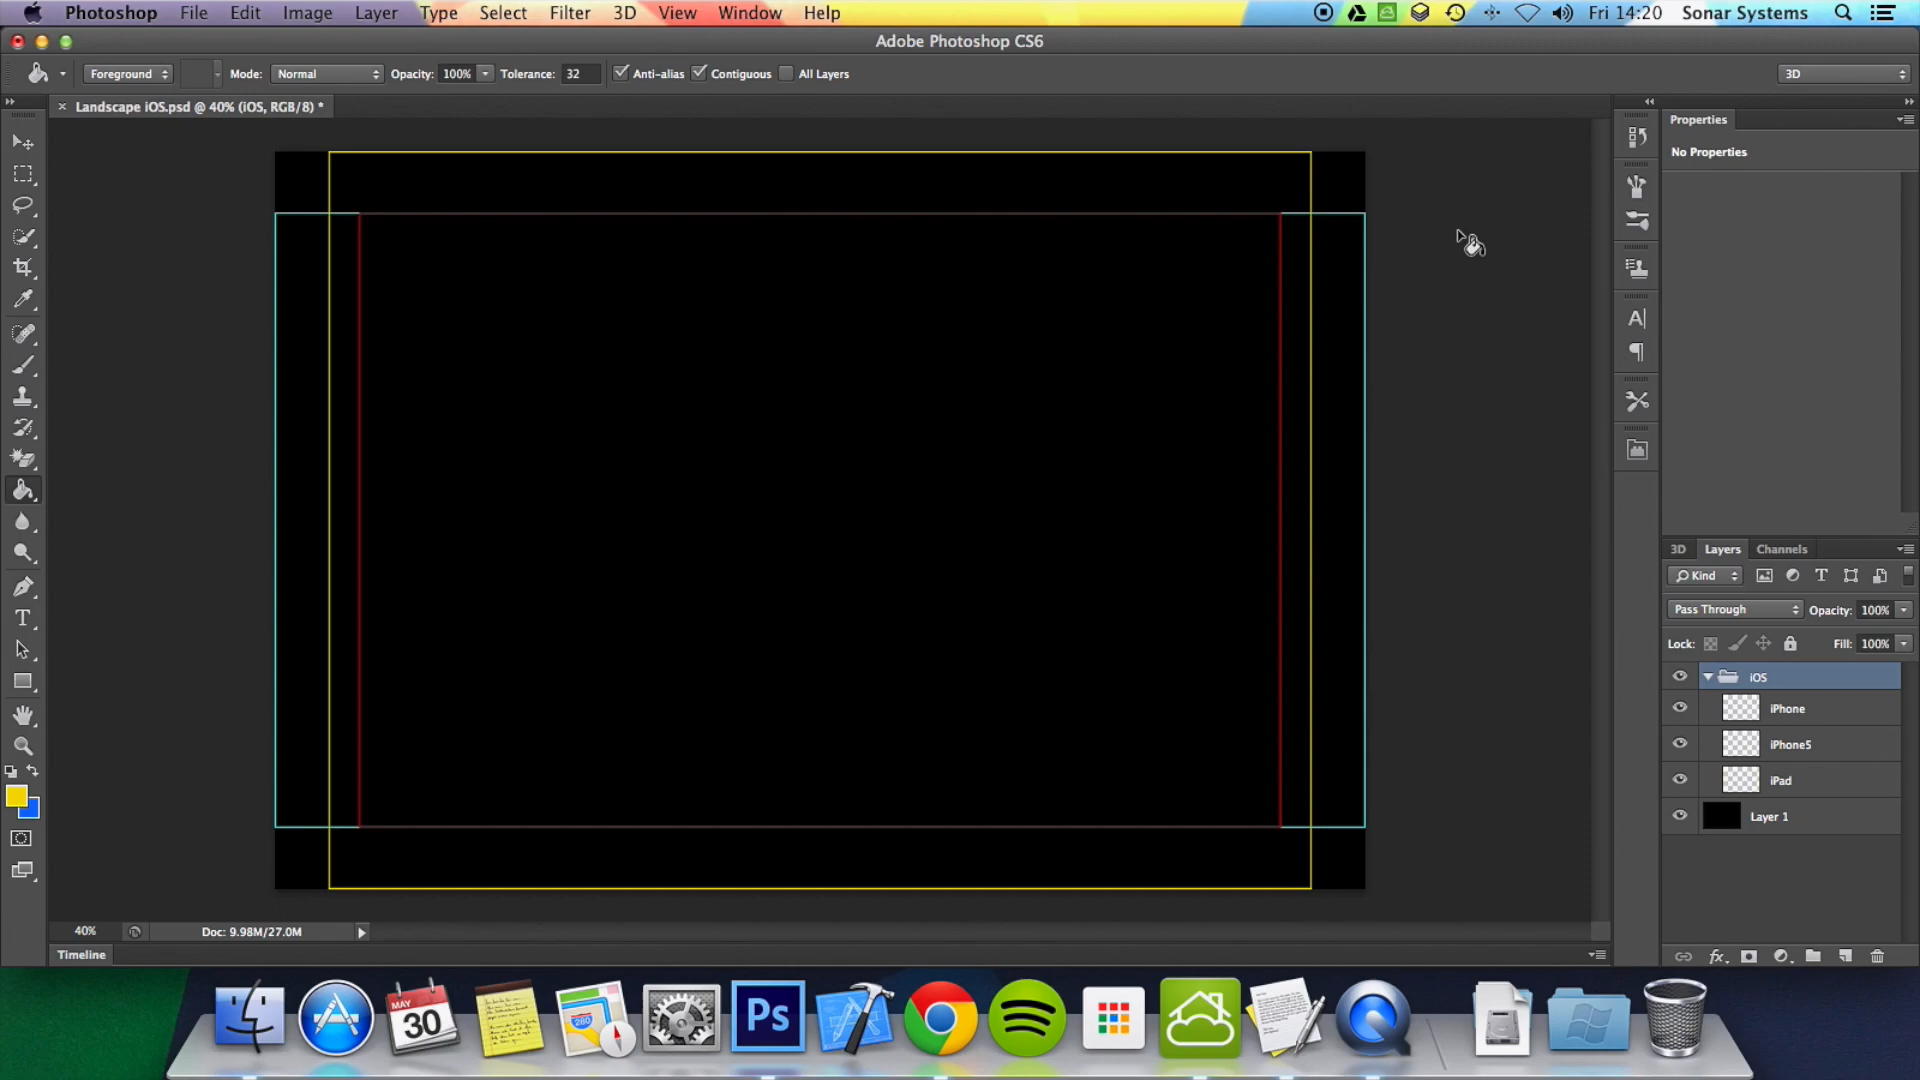 Photoshop File Edit Image Layer Type Select Filter 3D View Window Help Fri 14:20 Sonar Systems
Adobe Photoshop CS6
Foreground Mode: Normal Opacity: 100% Tolerance: 32 Anti-alias Contiguous All Layers 3D
× Landscape iOS.psd @ 40% (iOS, RGB/8) *
Properties
No Properties
3D Layers Channels
Kind
Pass Through Opacity: 100%
Lock: Fill: 100%
iOS
iPhone
iPhone5
iPad
Layer 1
40% Doc: 9.98M/27.0M
Timeline
MAY
30
280
Ps